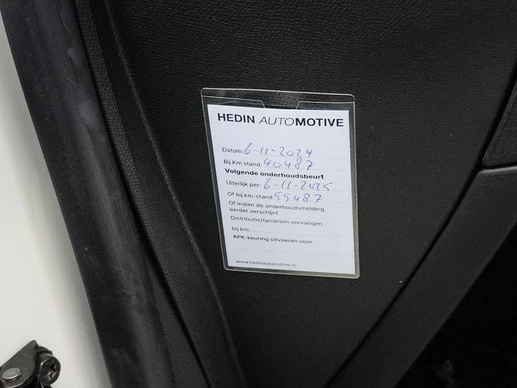 HEDIN AUTOMOTIVE
Datum: 6-11-2024
Bij Km stand: 40487
Volgende onderhoudsbeurt
Uiterlijk per: 6-11-2025
Of bij km-stand: 55487
Of indien de onderhoudsmelding
eerder verschijnt
Distributie/tandriem vervangen
bij km:
APK-keuring uitvoeren voor
www.hedinautomotive.nl